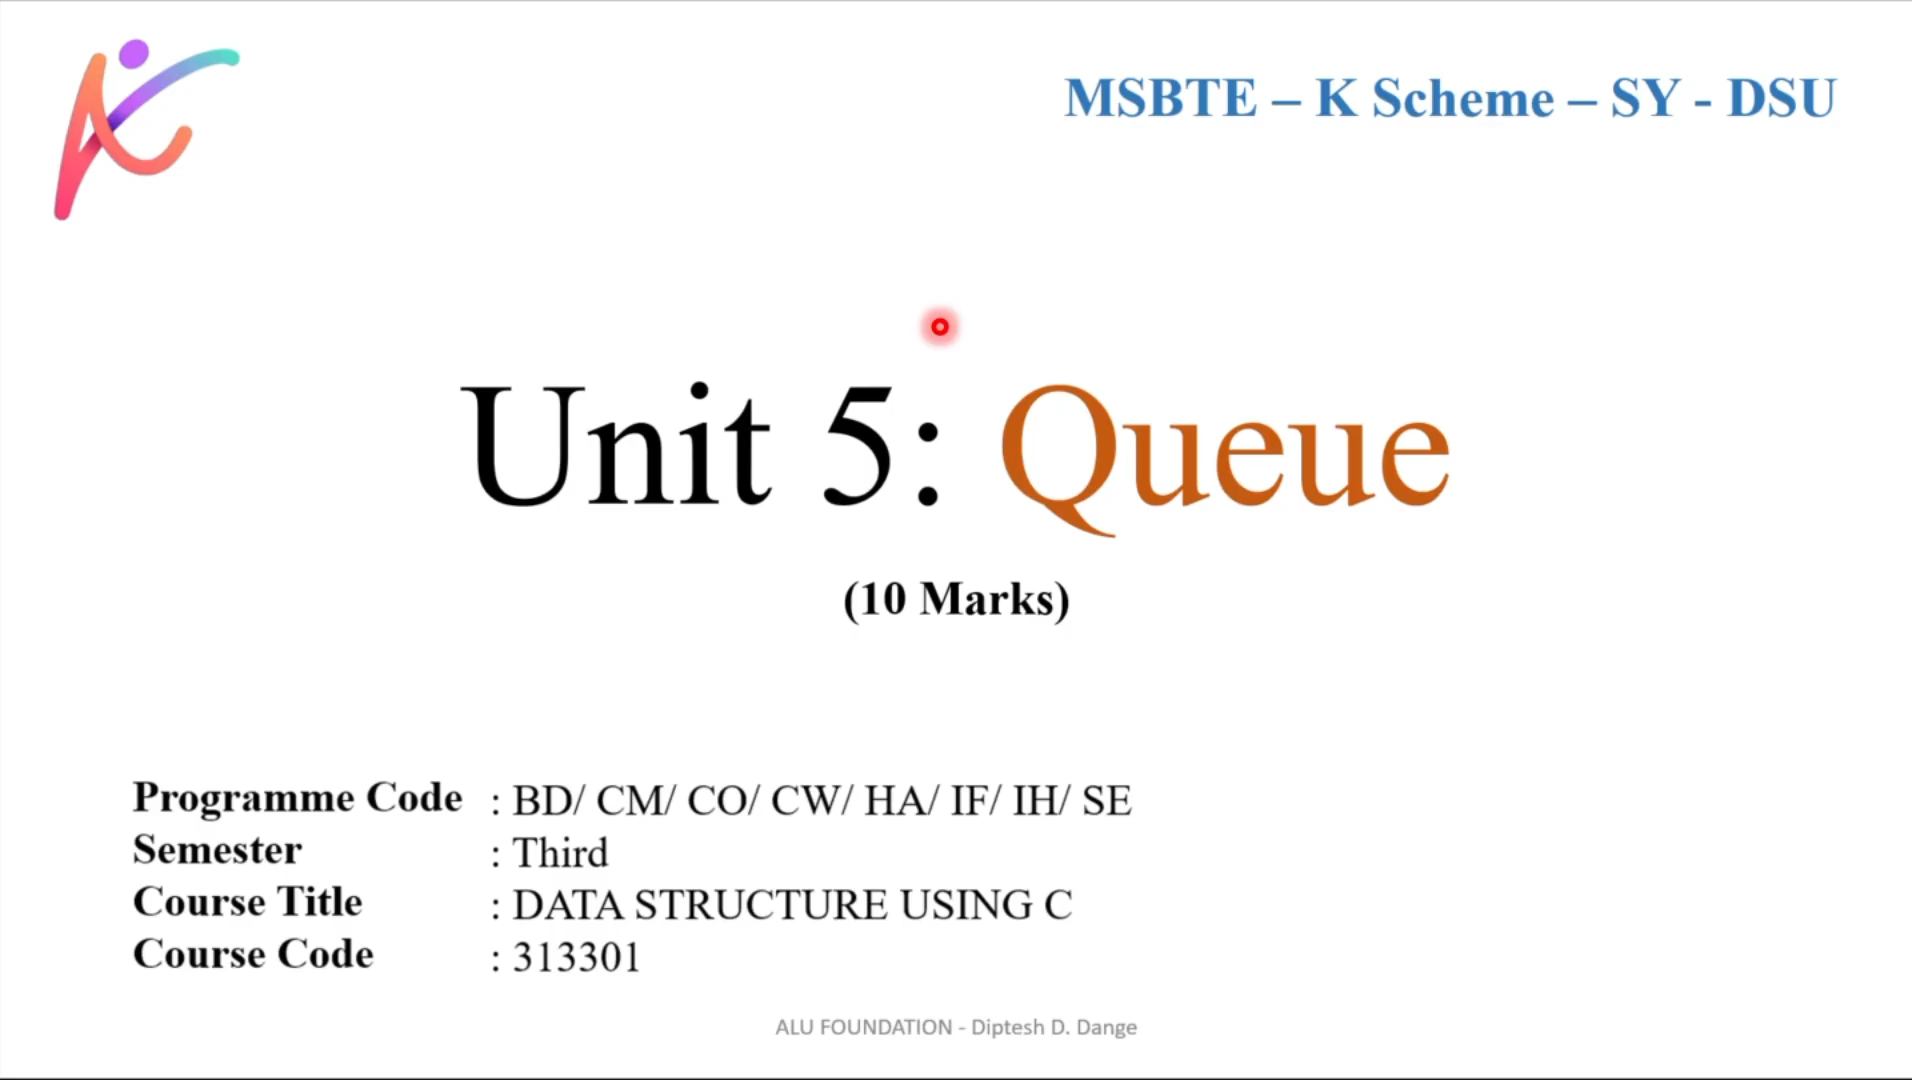 MSBTE – K Scheme – SY - DSU
Unit 5: Queue
(10 Marks)
Programme Code : BD/ CM/ CO/ CW/ HA/ IF/ IH/ SE
Semester : Third
Course Title : DATA STRUCTURE USING C
Course Code : 313301
ALU FOUNDATION - Diptesh D. Dange